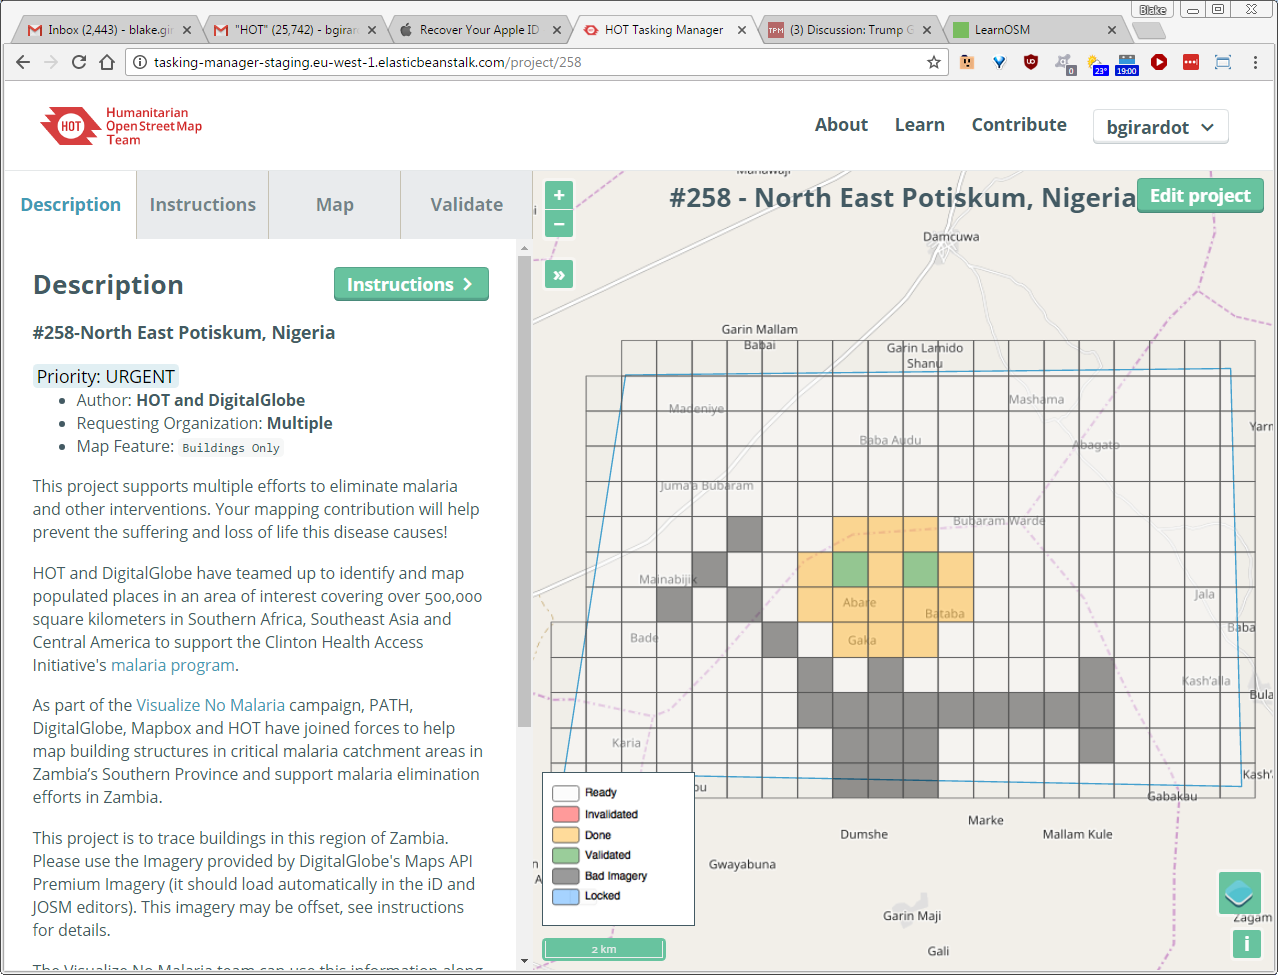 Blake
Inbox (2,443) - blake.gir
"HOT" (25,742) - bgirar
Recover Your Apple ID
HOT Tasking Manager
TPM
(3) Discussion: Trump G
LearnOSM
tasking-manager-staging.eu-west-1.elasticbeanstalk.com/project/258
0
23°
19:00
HOT
Humanitarian
OpenStreetMap
Team
About
Learn
Contribute
bgirardot
Description
Instructions
Map
Validate
Description
Instructions
#258-North East Potiskum, Nigeria
Priority: URGENT
• Author: HOT and DigitalGlobe
• Requesting Organization: Multiple
• Map Feature: Buildings Only
This project supports multiple efforts to eliminate malaria
and other interventions. Your mapping contribution will help
prevent the suffering and loss of life this disease causes!
HOT and DigitalGlobe have teamed up to identify and map
populated places in an area of interest covering over 500,000
square kilometers in Southern Africa, Southeast Asia and
Central America to support the Clinton Health Access
Initiative's malaria program.
As part of the Visualize No Malaria campaign, PATH,
DigitalGlobe, Mapbox and HOT have joined forces to help
map building structures in critical malaria catchment areas in
Zambia’s Southern Province and support malaria elimination
efforts in Zambia.
This project is to trace buildings in this region of Zambia.
Please use the Imagery provided by DigitalGlobe's Maps API
Premium Imagery (it should load automatically in the iD and
JOSM editors). This imagery may be offset, see instructions
for details.
The Visualize No Malaria team can use this information along
+
−
»
#258 - North East Potiskum, Nigeria
Edit project
Damcuwa
Garin Mallam
Babai
Garin Lamido
Shanu
Madeniye
Mashama
Baba Audu
Abagato
Yarm
Juma'a Bubaram
Bubaram Warde
Mainabijik
Abare
Bataba
Jala
Baba
Bade
Gaka
Kash'alla
Bula
Karia
Kash'
Gabakau
Marke
Dumshe
Mallam Kule
Gwayabuna
Garin Maji
Zagam
Gali
Ready
Invalidated
Done
Validated
Bad Imagery
Locked
2 km
i